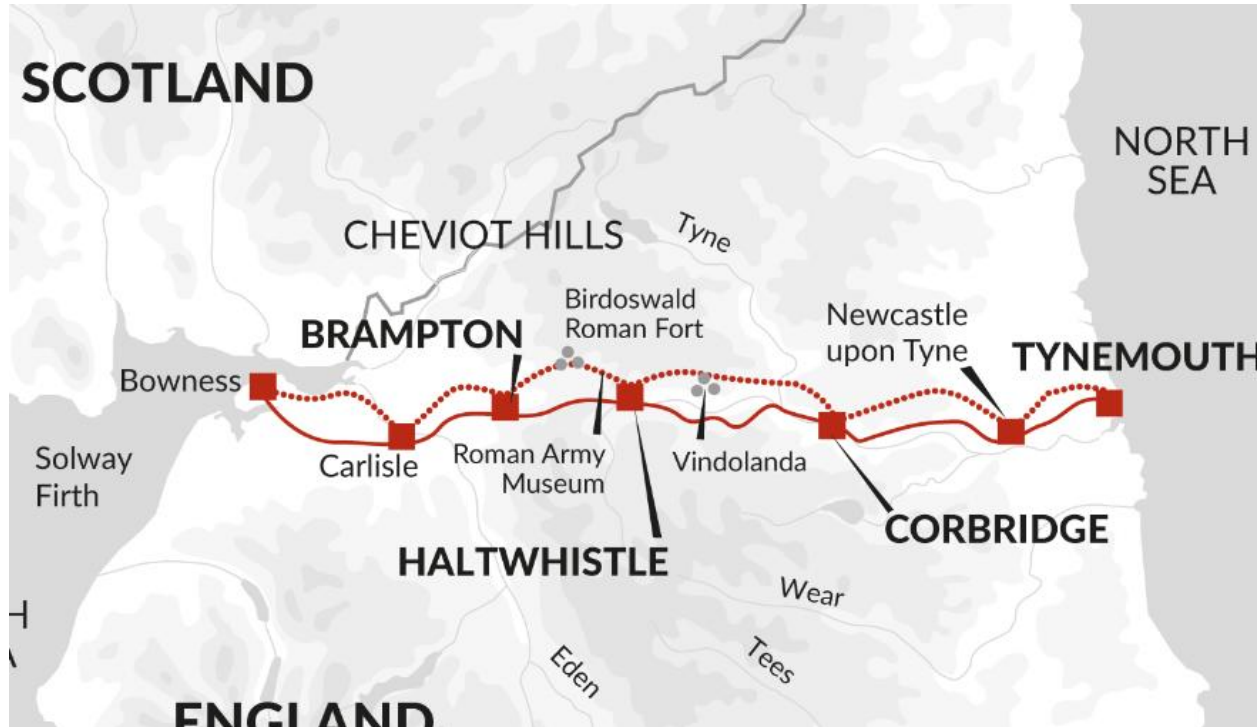 SCOTLAND
NORTH
SEA
CHEVIOT HILLS
Tyne
Birdoswald
Roman Fort
BRAMPTON
Newcastle
upon Tyne
TYNEMOUTH
Bowness
Solway
Firth
Carlisle
Roman Army
Museum
Vindolanda
HALTWHISTLE
CORBRIDGE
Wear
Tees
Eden
ENGLAND